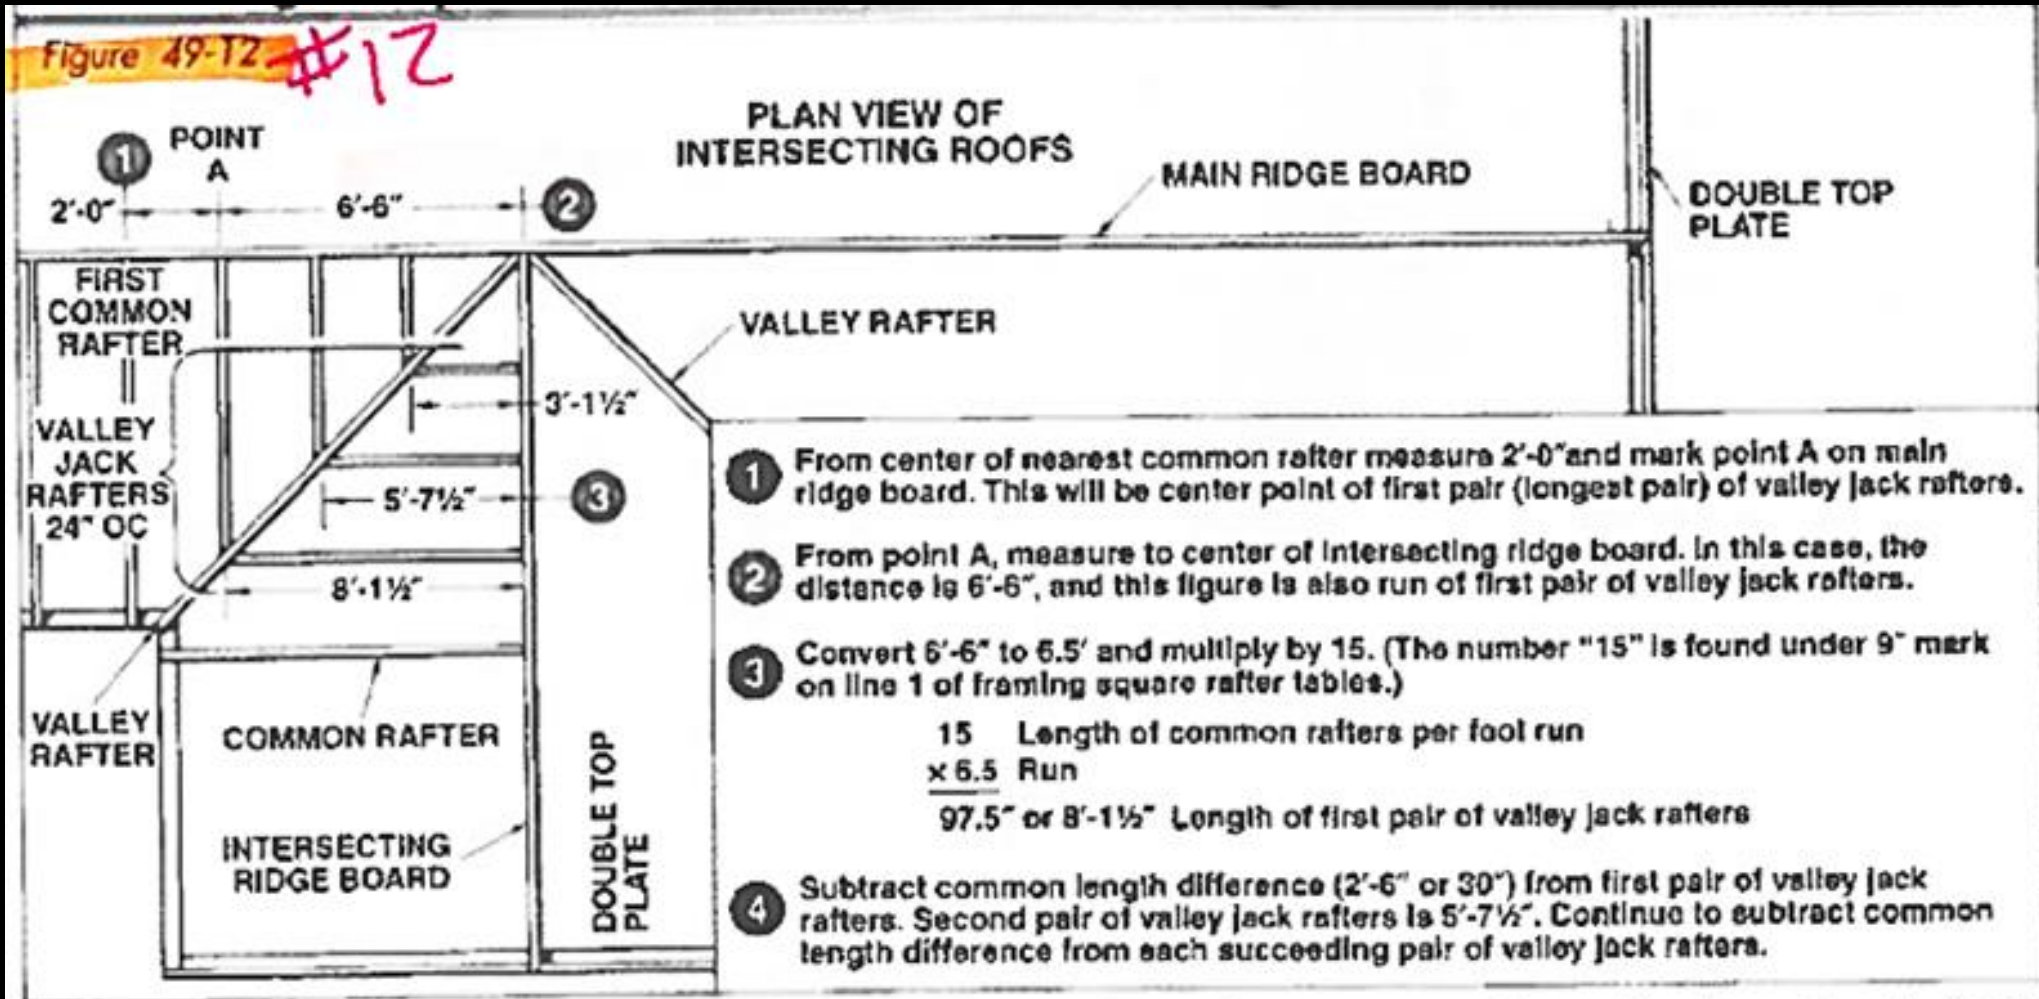 Figure 49-T2 #12
PLAN VIEW OF
INTERSECTING ROOFS
1 POINT
A
2'-0" 6'-6" 2
MAIN RIDGE BOARD
DOUBLE TOP
PLATE
FIRST
COMMON
RAFTER
VALLEY RAFTER
3'-1½"
VALLEY
JACK
RAFTERS
24" OC
5'-7½" 3
8'-1½"
VALLEY
RAFTER
COMMON RAFTER
INTERSECTING
RIDGE BOARD
DOUBLE TOP
PLATE
1 From center of nearest common rafter measure 2'-0" and mark point A on main
ridge board. This will be center point of first pair (longest pair) of valley jack rafters.
2 From point A, measure to center of intersecting ridge board. In this case, the
distance is 6'-6", and this figure is also run of first pair of valley jack rafters.
3 Convert 6'-6" to 6.5' and multiply by 15. (The number "15" is found under 9" mark
on line 1 of framing square rafter tables.)
15 Length of common rafters per foot run
x 6.5 Run
97.5" or 8'-1½" Length of first pair of valley jack rafters
4 Subtract common length difference (2'-6" or 30") from first pair of valley jack
rafters. Second pair of valley jack rafters is 5'-7½". Continue to subtract common
length difference from each succeeding pair of valley jack rafters.